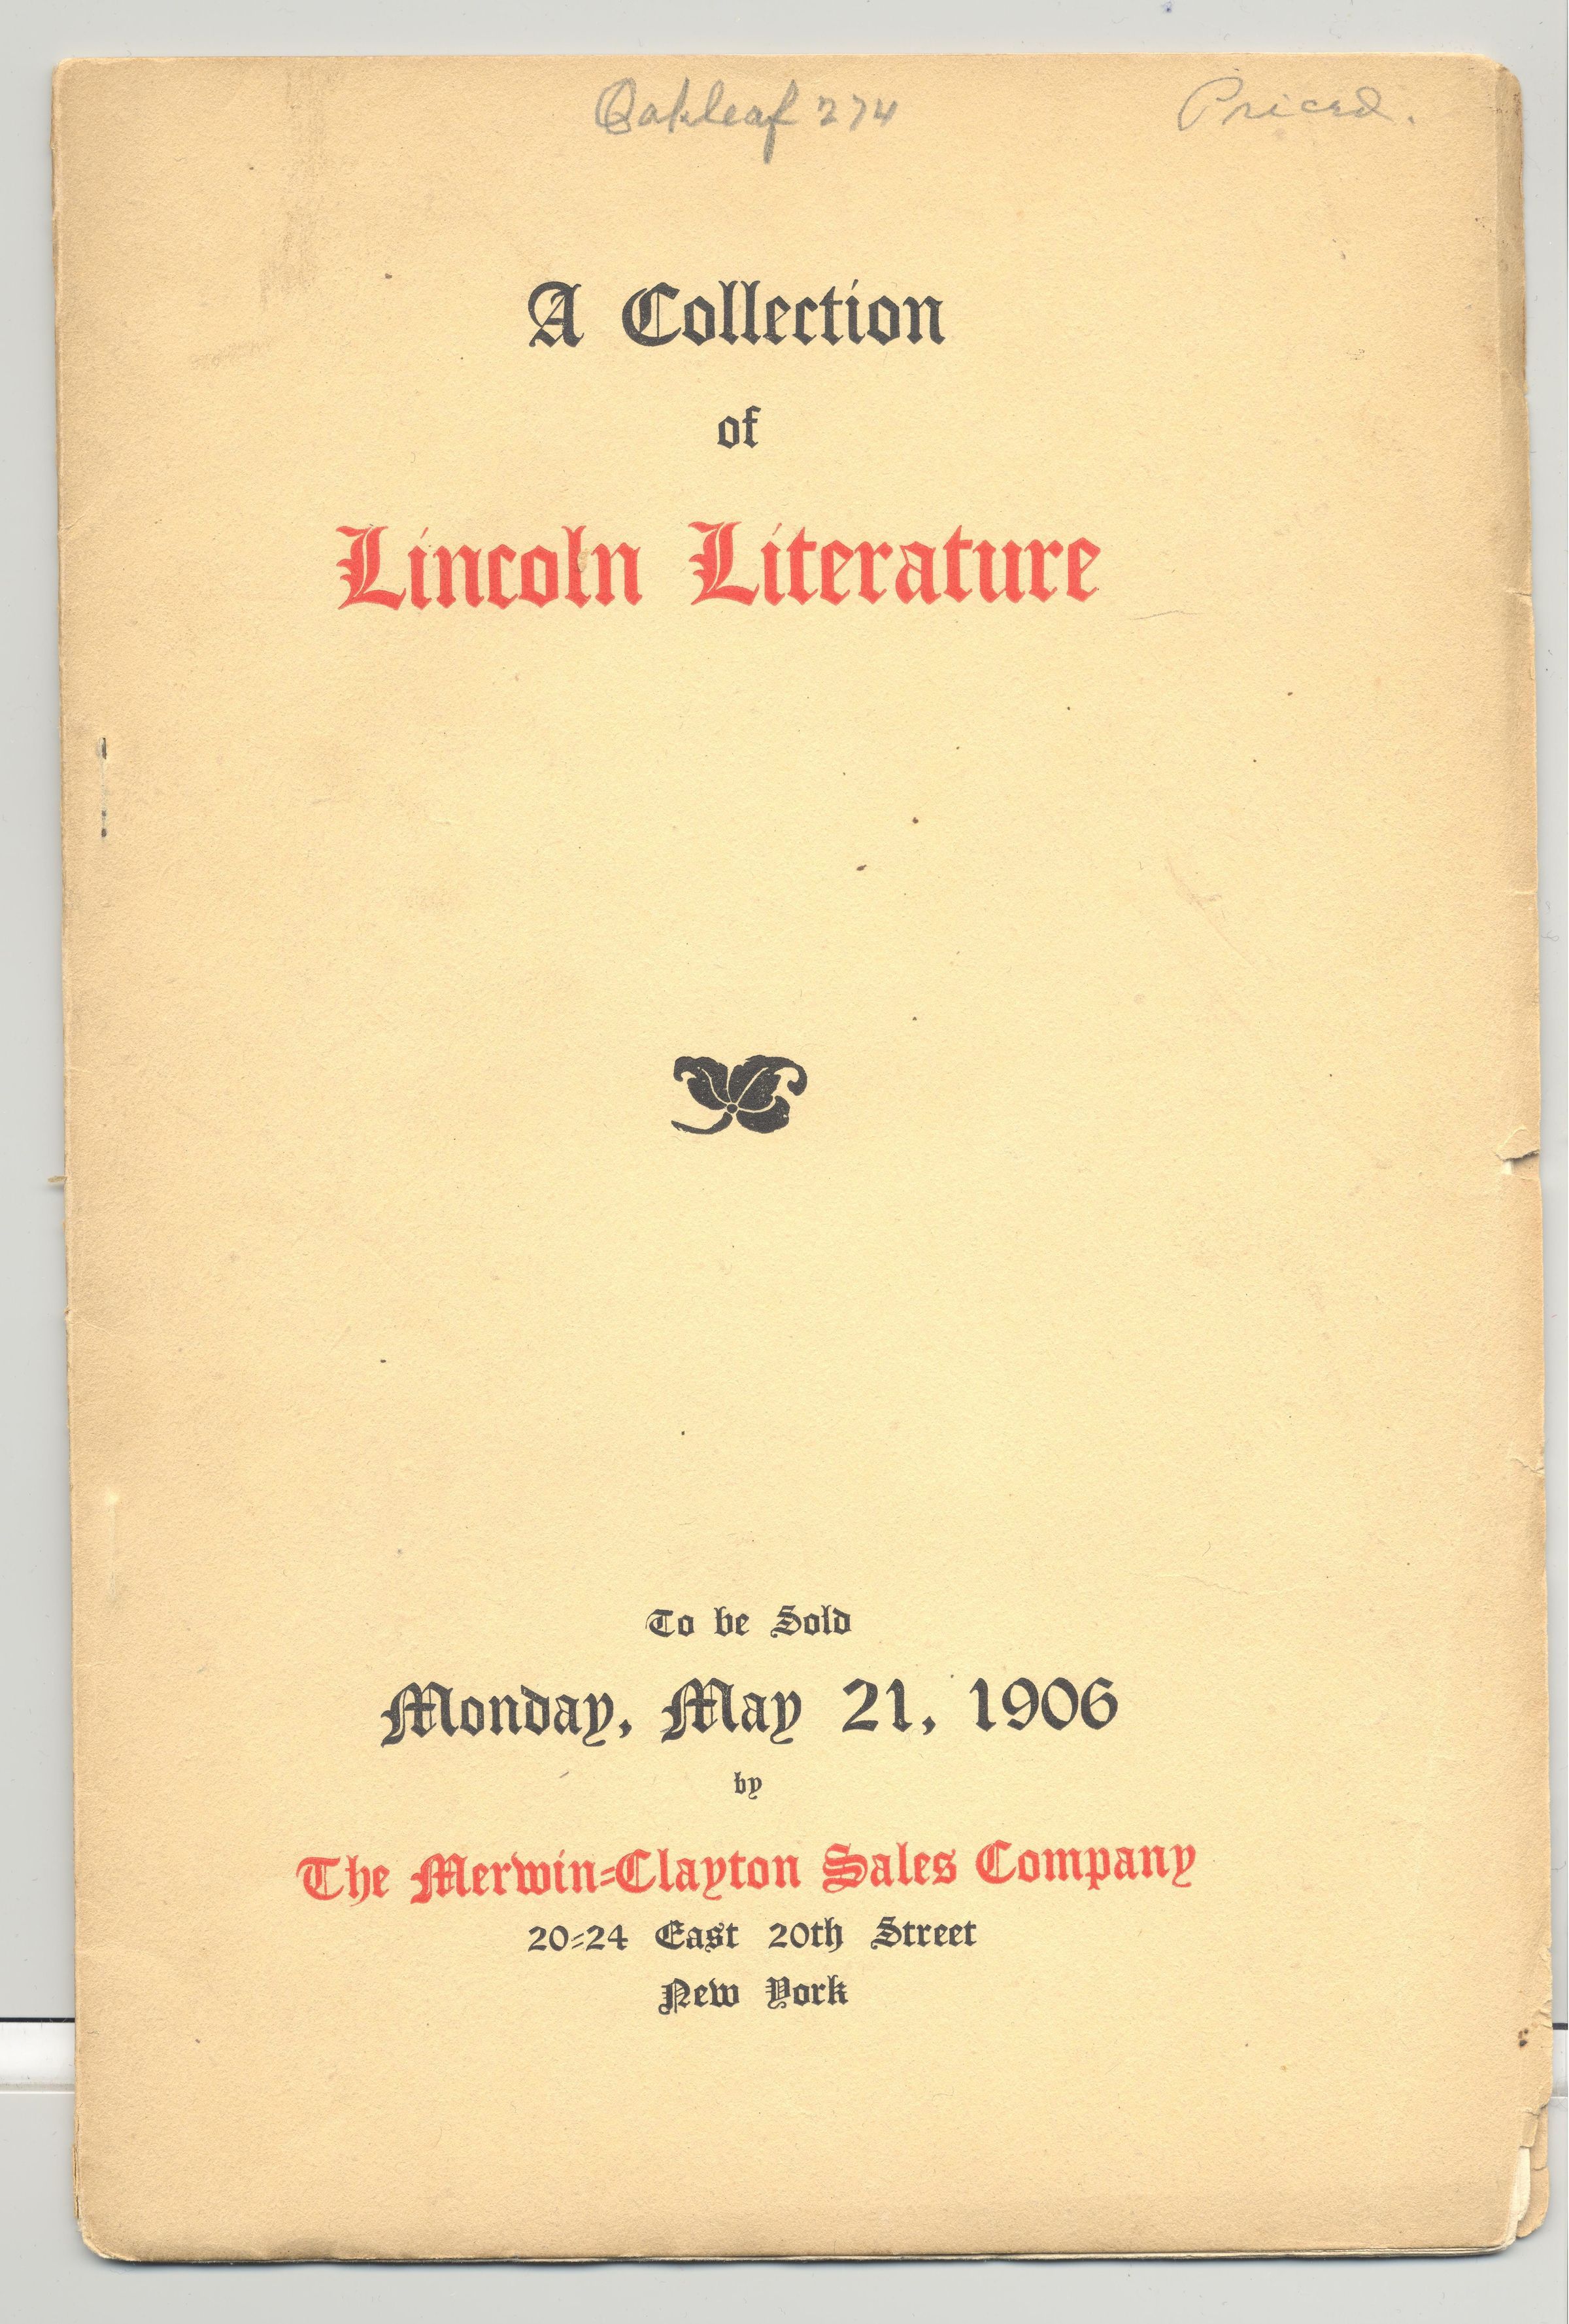 Oakleaf 274 Priced.
A Collection
of
Lincoln Literature
To be Sold
Monday, May 21, 1906
by
The Merwin-Clayton Sales Company
20-24 East 20th Street
New York